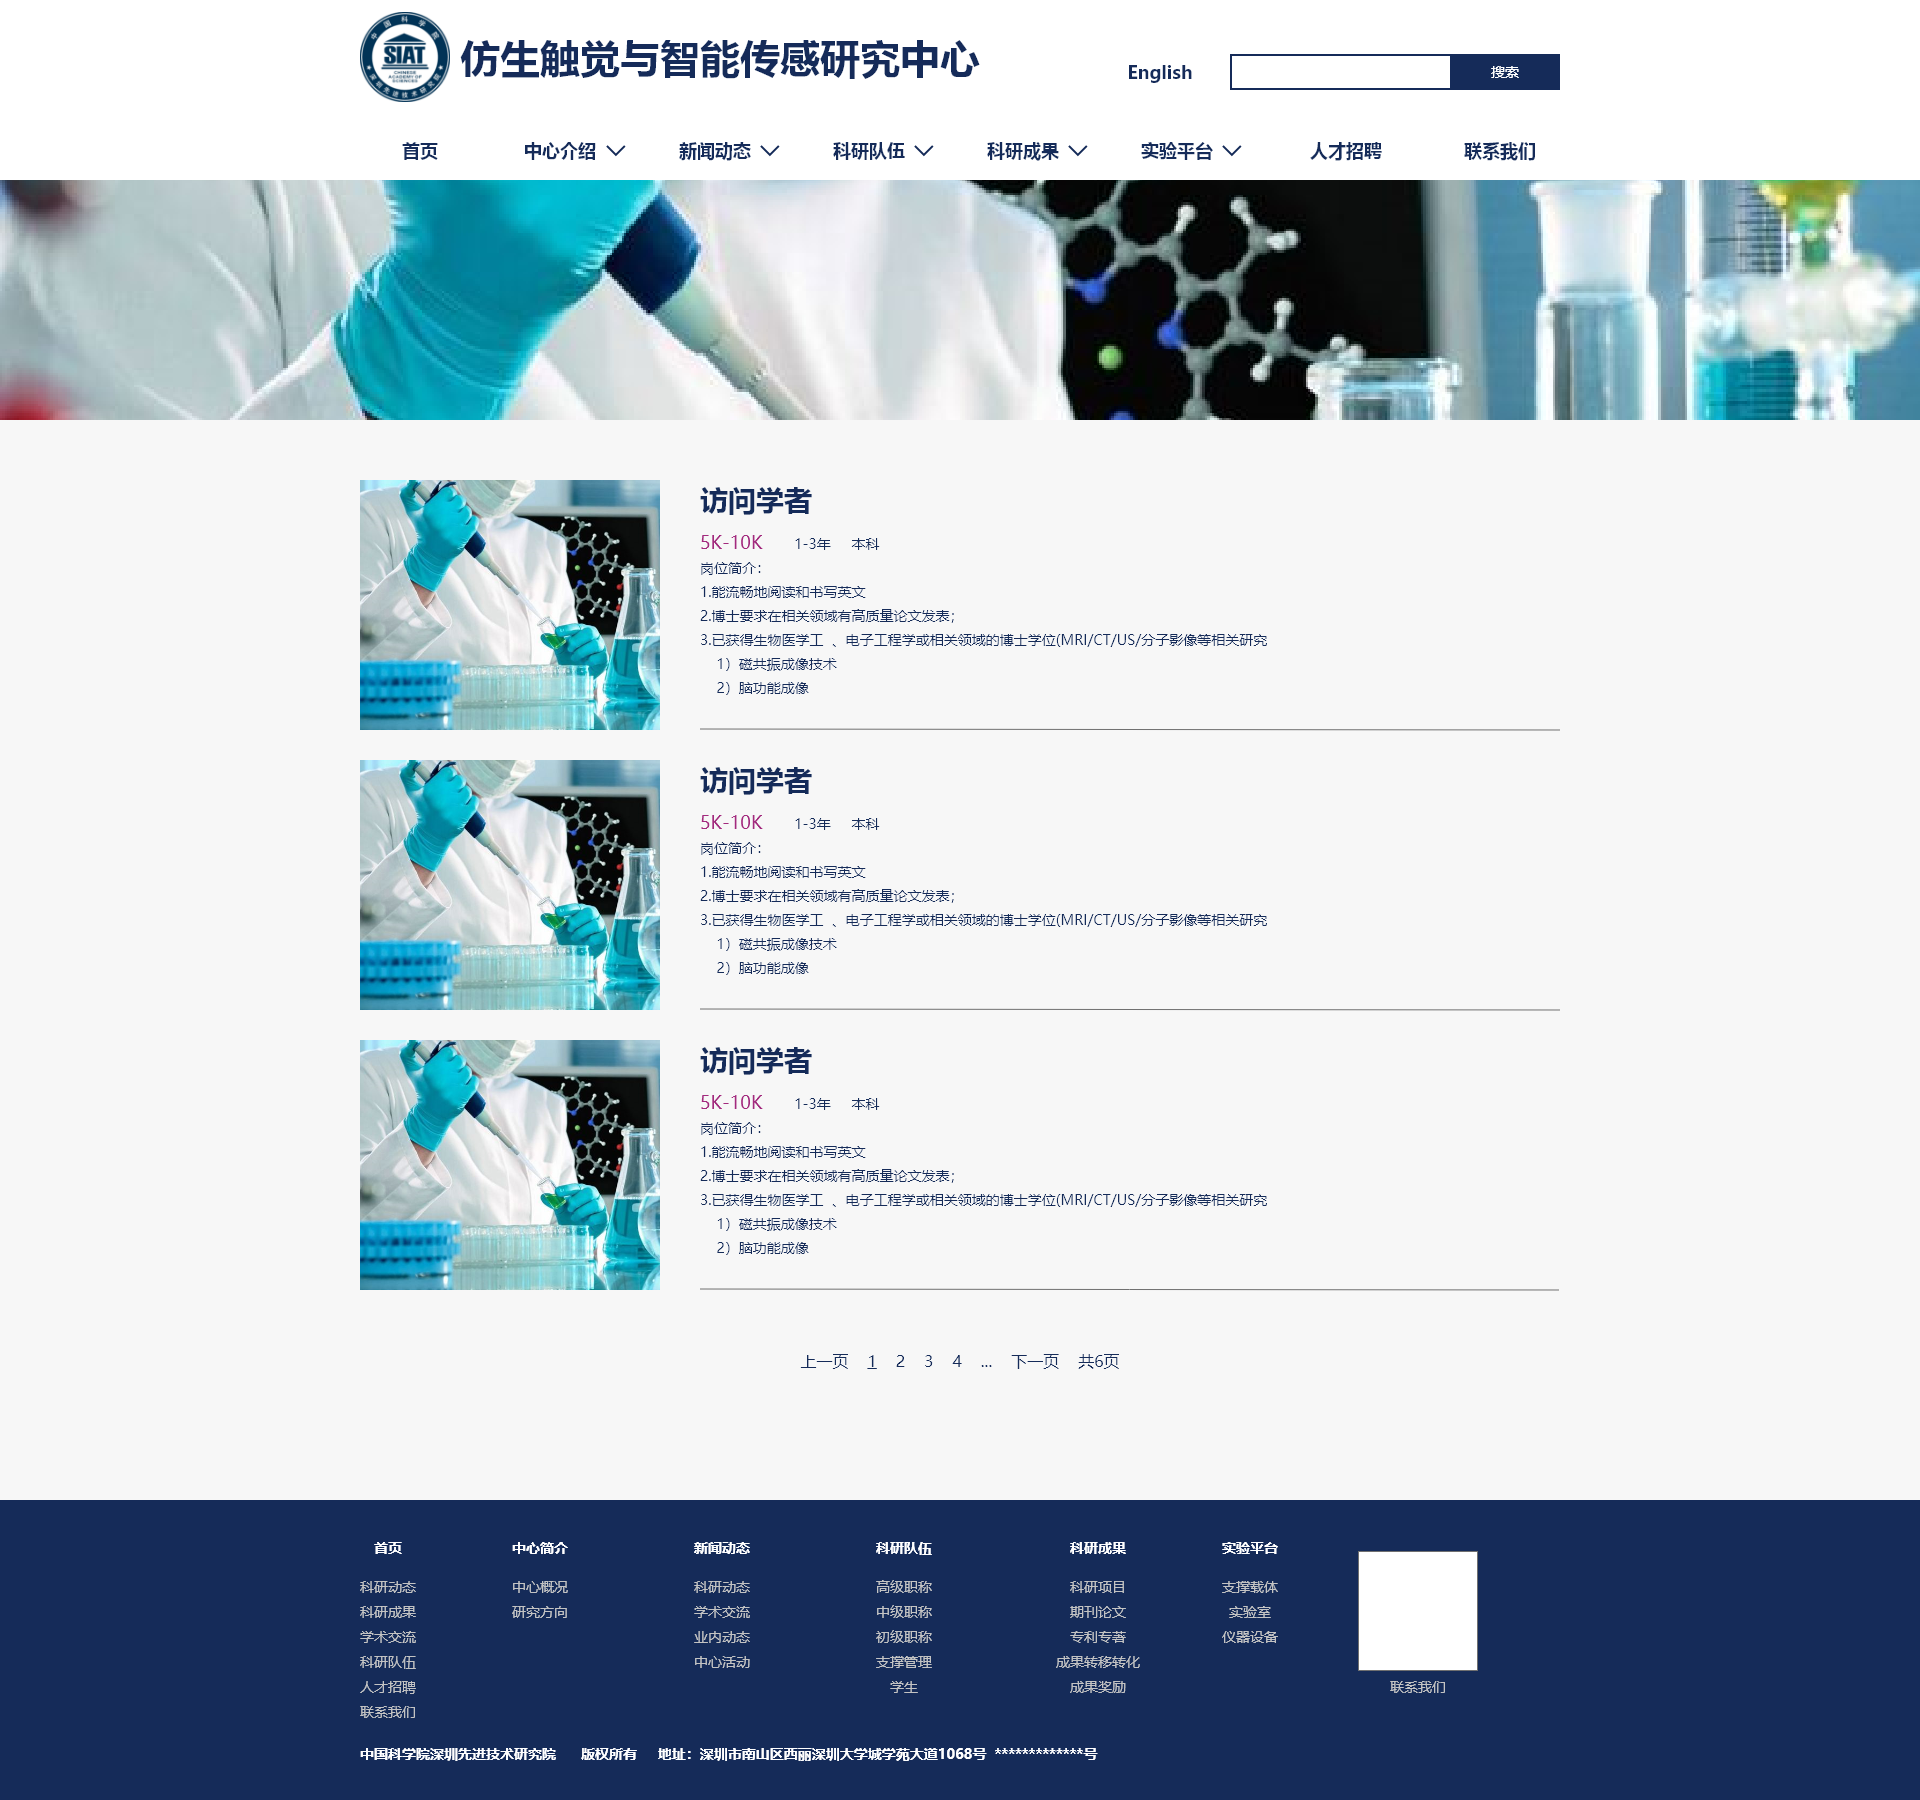 SIAT
CHINESE
ACADEMY OF
SCIENCES
仿生触觉与智能传感研究中心
English
搜索
首页 中心介绍 新闻动态 科研队伍 科研成果 实验平台 人才招聘 联系我们
访问学者
5K-10K 1-3年 本科
岗位简介：
1.能流畅地阅读和书写英文
2.博士要求在相关领域有高质量论文发表；
3.已获得生物医学工 、电子工程学或相关领域的博士学位(MRI/CT/US/分子影像等相关研究
1）磁共振成像技术
2）脑功能成像
访问学者
5K-10K 1-3年 本科
岗位简介：
1.能流畅地阅读和书写英文
2.博士要求在相关领域有高质量论文发表；
3.已获得生物医学工 、电子工程学或相关领域的博士学位(MRI/CT/US/分子影像等相关研究
1）磁共振成像技术
2）脑功能成像
访问学者
5K-10K 1-3年 本科
岗位简介：
1.能流畅地阅读和书写英文
2.博士要求在相关领域有高质量论文发表；
3.已获得生物医学工 、电子工程学或相关领域的博士学位(MRI/CT/US/分子影像等相关研究
1）磁共振成像技术
2）脑功能成像
上一页 1 2 3 4 ... 下一页 共6页
首页 中心简介 新闻动态 科研队伍 科研成果 实验平台
科研动态 中心概况 科研动态 高级职称 科研项目 支撑载体
科研成果 研究方向 学术交流 中级职称 期刊论文 实验室
学术交流 业内动态 初级职称 专利专著 仪器设备
科研队伍 中心活动 支撑管理 成果转移转化
人才招聘 学生 成果奖励 联系我们
联系我们
中国科学院深圳先进技术研究院 版权所有 地址：深圳市南山区西丽深圳大学城学苑大道1068号 *************号